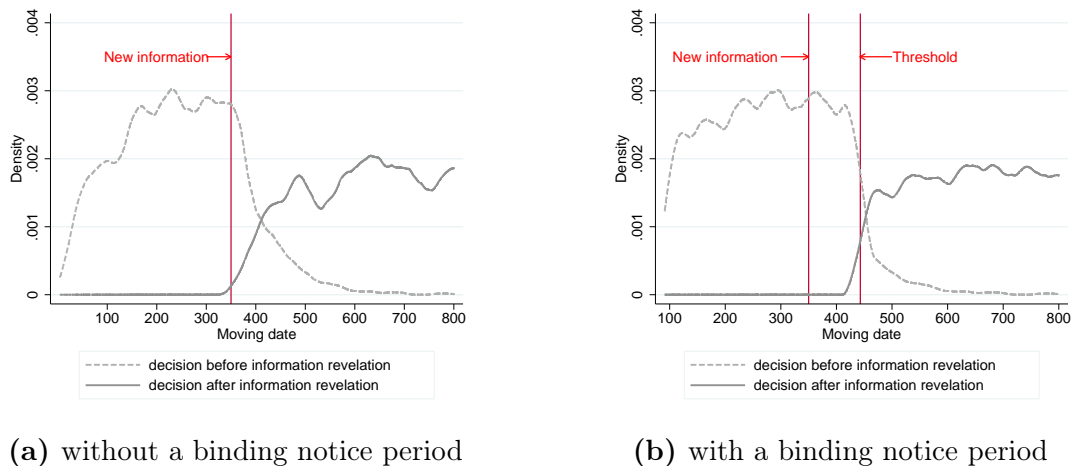 .004
.003
.002
.001
0
Density
New information
100 200 300 400 500 600 700 800
Moving date
decision before information revelation
decision after information revelation
(a) without a binding notice period
.004
.003
.002
.001
0
Density
New information Threshold
100 200 300 400 500 600 700 800
Moving date
decision before information revelation
decision after information revelation
(b) with a binding notice period